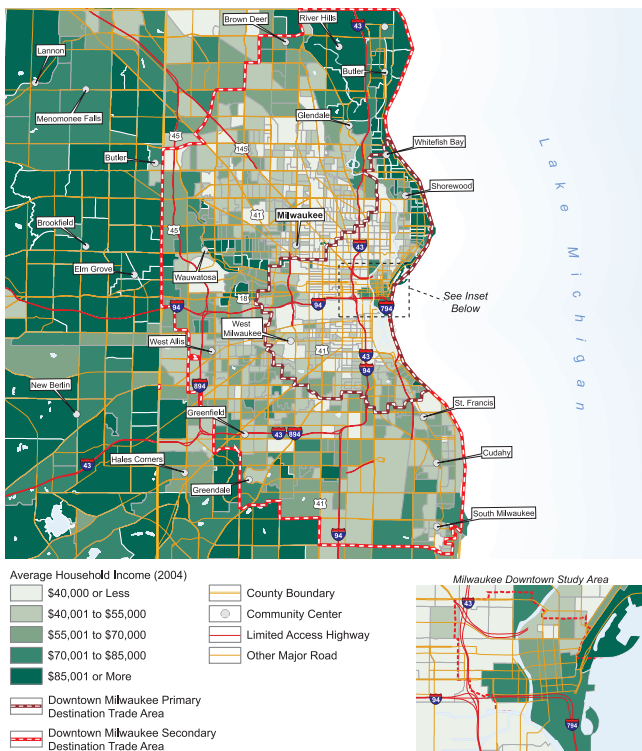 Brown Deer
River Hills
43
Lannon
Butler
Menomonee Falls
Glendale
45
145
Whitefish Bay
Butler
Shorewood
41
Milwaukee
Brookfield
45
43
Elm Grove
Wauwatosa
18
See Inset
Below
94
94
794
West
Milwaukee
West Allis
41
43
94
894
New Berlin
St. Francis
Greenfield
43
894
Cudahy
43
Hales Corners
Greendale
41
South Milwaukee
94
Lake Michigan
Average Household Income (2004)
$40,000 or Less
$40,001 to $55,000
$55,001 to $70,000
$70,001 to $85,000
$85,001 or More
Downtown Milwaukee Primary
Destination Trade Area
Downtown Milwaukee Secondary
Destination Trade Area
County Boundary
Community Center
Limited Access Highway
Other Major Road
Milwaukee Downtown Study Area
43
94
794